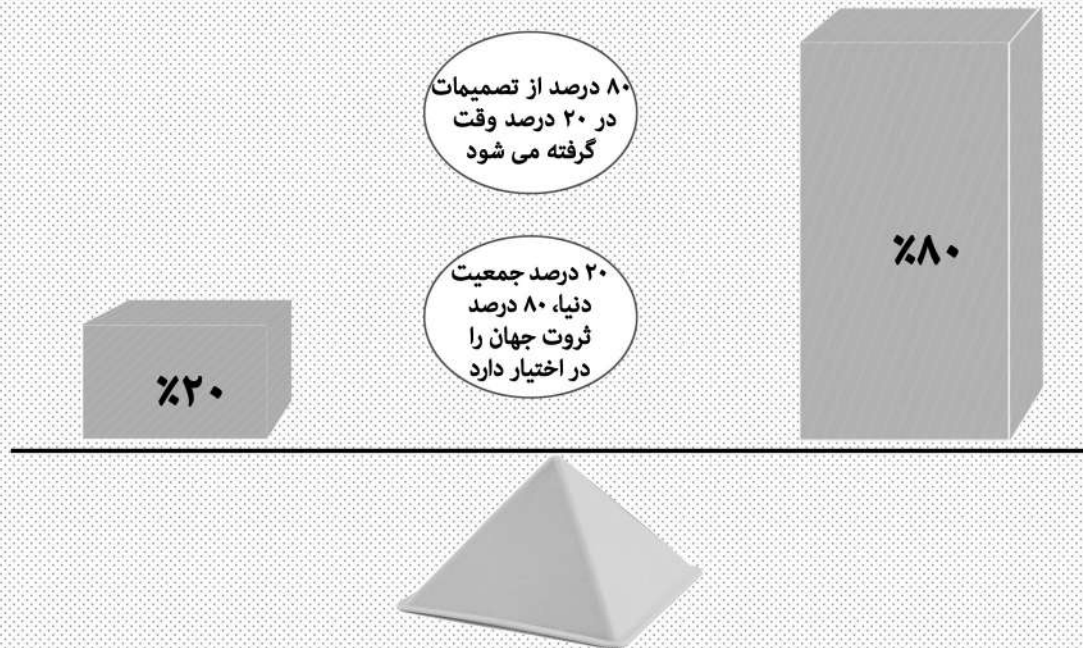 ۸۰ درصد از تصمیمات
در ۲۰ درصد وقت
گرفته می شود
٪۸۰
۲۰ درصد جمعیت
دنیا، ۸۰ درصد
ثروت جهان را
در اختیار دارد
٪۲۰